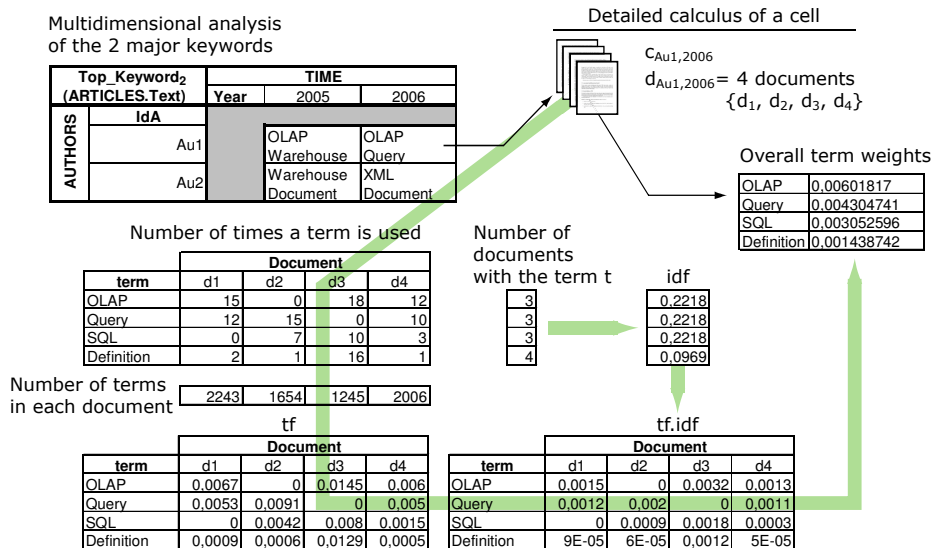 Multidimensional analysis
of the 2 major keywords
Detailed calculus of a cell
cAu1,2006
dAu1,2006= 4 documents
{d1, d2, d3, d4}
Top_Keyword2 TIME
(ARTICLES.Text) Year 2005 2006
AUTHORS IdA
Au1 OLAP Warehouse OLAP Query
Au2 Warehouse Document XML Document
Overall term weights
OLAP 0,00601817
Query 0,004304741
SQL 0,003052596
Definition 0,001438742
Number of times a term is used
Document
term d1 d2 d3 d4
OLAP 15 0 18 12
Query 12 15 0 10
SQL 0 7 10 3
Definition 2 1 16 1
Number of
documents
with the term t
3
3
3
4
idf
0,2218
0,2218
0,2218
0,0969
Number of terms
in each document
2243 1654 1245 2006
tf
Document
term d1 d2 d3 d4
OLAP 0,0067 0 0,0145 0,006
Query 0,0053 0,0091 0 0,005
SQL 0 0,0042 0,008 0,0015
Definition 0,0009 0,0006 0,0129 0,0005
tf.idf
Document
term d1 d2 d3 d4
OLAP 0,0015 0 0,0032 0,0013
Query 0,0012 0,002 0 0,0011
SQL 0 0,0009 0,0018 0,0003
Definition 9E-05 6E-05 0,0012 5E-05